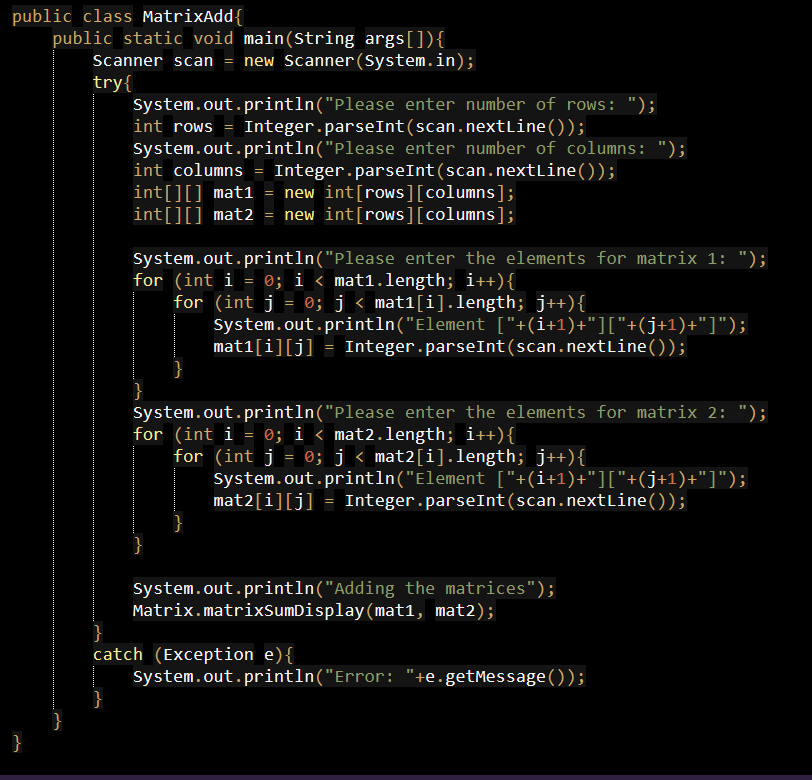 public class MatrixAdd{
    public static void main(String args[]){
        Scanner scan = new Scanner(System.in);
        try{
            System.out.println("Please enter number of rows: ");
            int rows = Integer.parseInt(scan.nextLine());
            System.out.println("Please enter number of columns: ");
            int columns = Integer.parseInt(scan.nextLine());
            int[][] mat1 = new int[rows][columns];
            int[][] mat2 = new int[rows][columns];

            System.out.println("Please enter the elements for matrix 1: ");
            for (int i = 0; i < mat1.length; i++){
                for (int j = 0; j < mat1[i].length; j++){
                    System.out.println("Element ["+(i+1)+"]["+(j+1)+"]");
                    mat1[i][j] = Integer.parseInt(scan.nextLine());
                }
            }
            System.out.println("Please enter the elements for matrix 2: ");
            for (int i = 0; i < mat2.length; i++){
                for (int j = 0; j < mat2[i].length; j++){
                    System.out.println("Element ["+(i+1)+"]["+(j+1)+"]");
                    mat2[i][j] = Integer.parseInt(scan.nextLine());
                }
            }

            System.out.println("Adding the matrices");
            Matrix.matrixSumDisplay(mat1, mat2);
        }
        catch (Exception e){
            System.out.println("Error: "+e.getMessage());
        }
    }
}